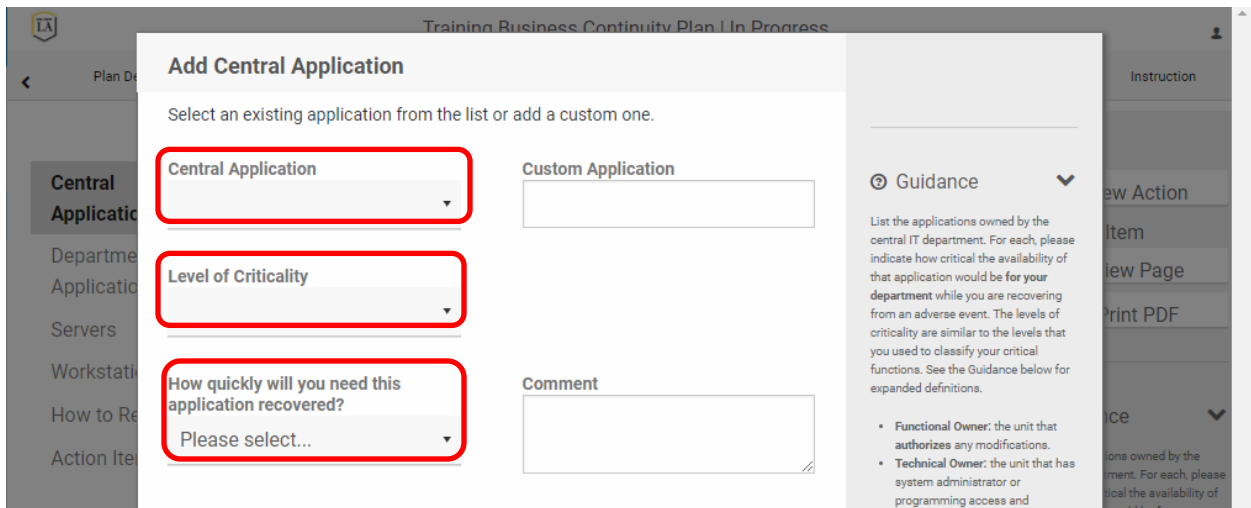 LA
Training Business Continuity Plan | In Progress
Plan De
Instruction
Add Central Application
Select an existing application from the list or add a custom one.
Central Application
Custom Application
Level of Criticality
How quickly will you need this
application recovered?
Please select...
Comment
Guidance
List the applications owned by the
central IT department. For each, please
indicate how critical the availability of
that application would be for your
department while you are recovering
from an adverse event. The levels of
criticality are similar to the levels that
you used to classify your critical
functions. See the Guidance below for
expanded definitions.
• Functional Owner: the unit that
authorizes any modifications.
• Technical Owner: the unit that has
system administrator or
programming access and
Central
Applicatic
Departme
Applicatic
Servers
Workstati
How to Re
Action Ite
ew Action
Item
iew Page
Print PDF
nce
ions owned by the
tment. For each, please
tical the availability of